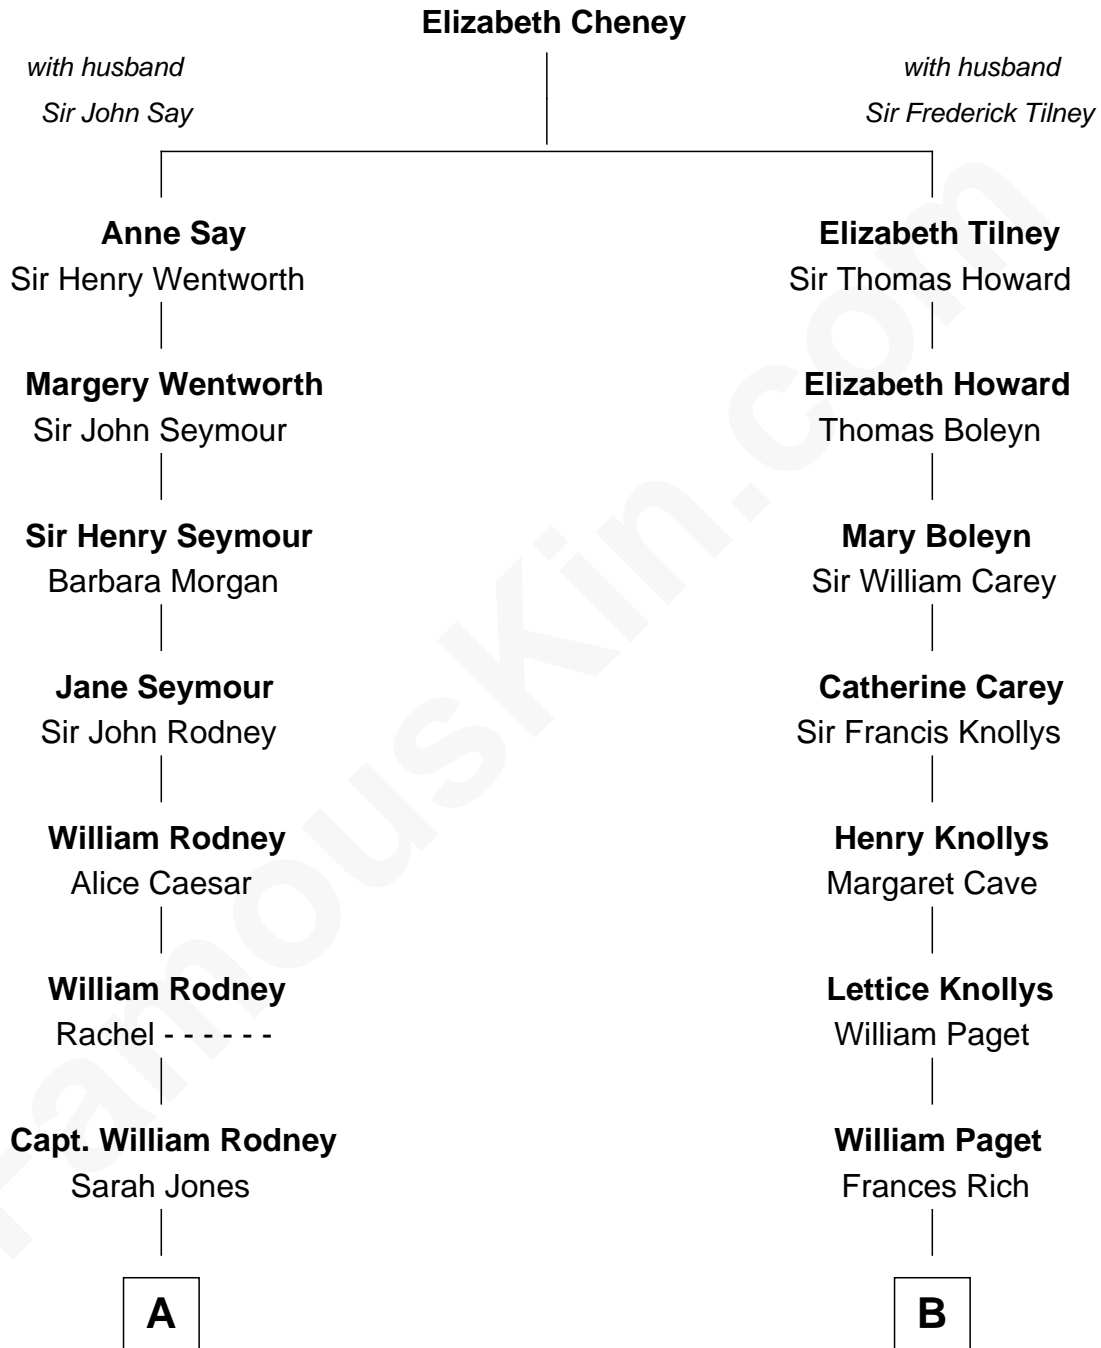 Elizabeth Cheney
with husband
Sir John Say
with husband
Sir Frederick Tilney
Anne Say
Sir Henry Wentworth
Elizabeth Tilney
Sir Thomas Howard
Margery Wentworth
Sir John Seymour
Elizabeth Howard
Thomas Boleyn
Sir Henry Seymour
Barbara Morgan
Mary Boleyn
Sir William Carey
Jane Seymour
Sir John Rodney
Catherine Carey
Sir Francis Knollys
William Rodney
Alice Caesar
Henry Knollys
Margaret Cave
William Rodney
Rachel - - - - - -
Lettice Knollys
William Paget
Capt. William Rodney
Sarah Jones
William Paget
Frances Rich
A
B
FamousKin.com